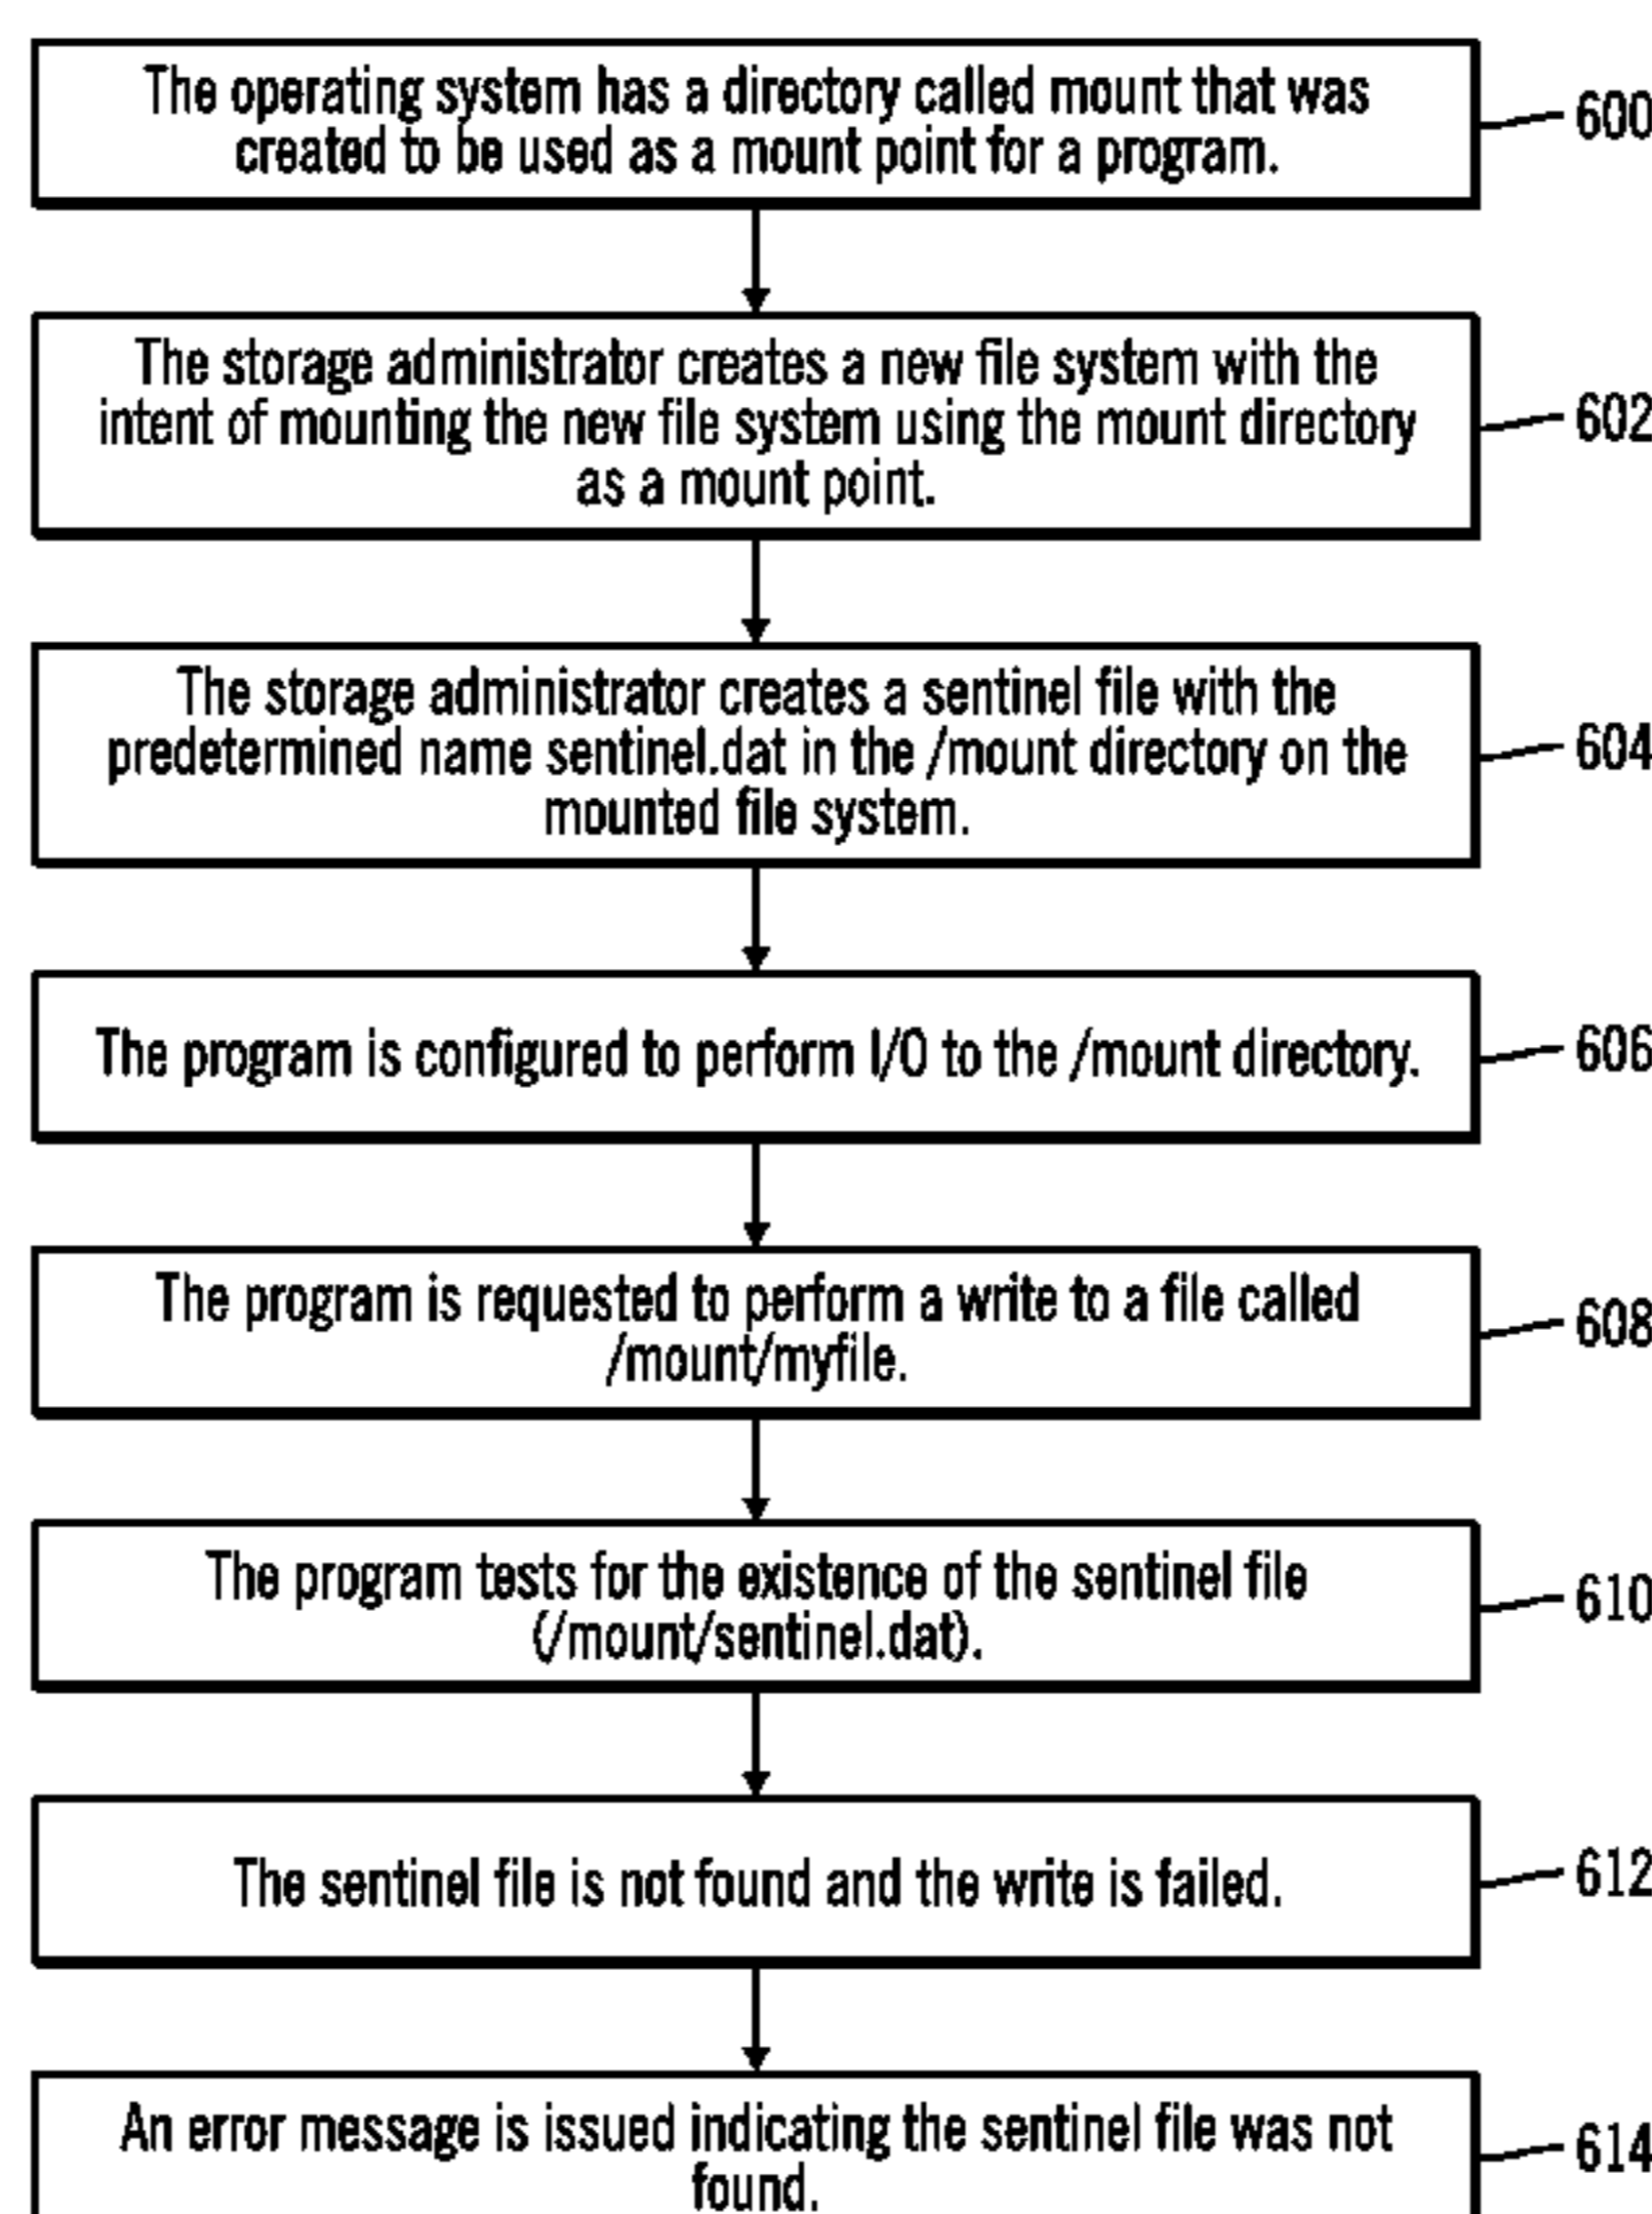 The operating system has a directory called mount that was
created to be used as a mount point for a program.
600
The storage administrator creates a new file system with the
intent of mounting the new file system using the mount directory
as a mount point.
602
The storage administrator creates a sentinel file with the
predetermined name sentinel.dat in the /mount directory on the
mounted file system.
604
The program is configured to perform I/O to the /mount directory.
606
The program is requested to perform a write to a file called
/mount/myfile.
608
The program tests for the existence of the sentinel file
(/mount/sentinel.dat).
610
The sentinel file is not found and the write is failed.
612
An error message is issued indicating the sentinel file was not
found.
614